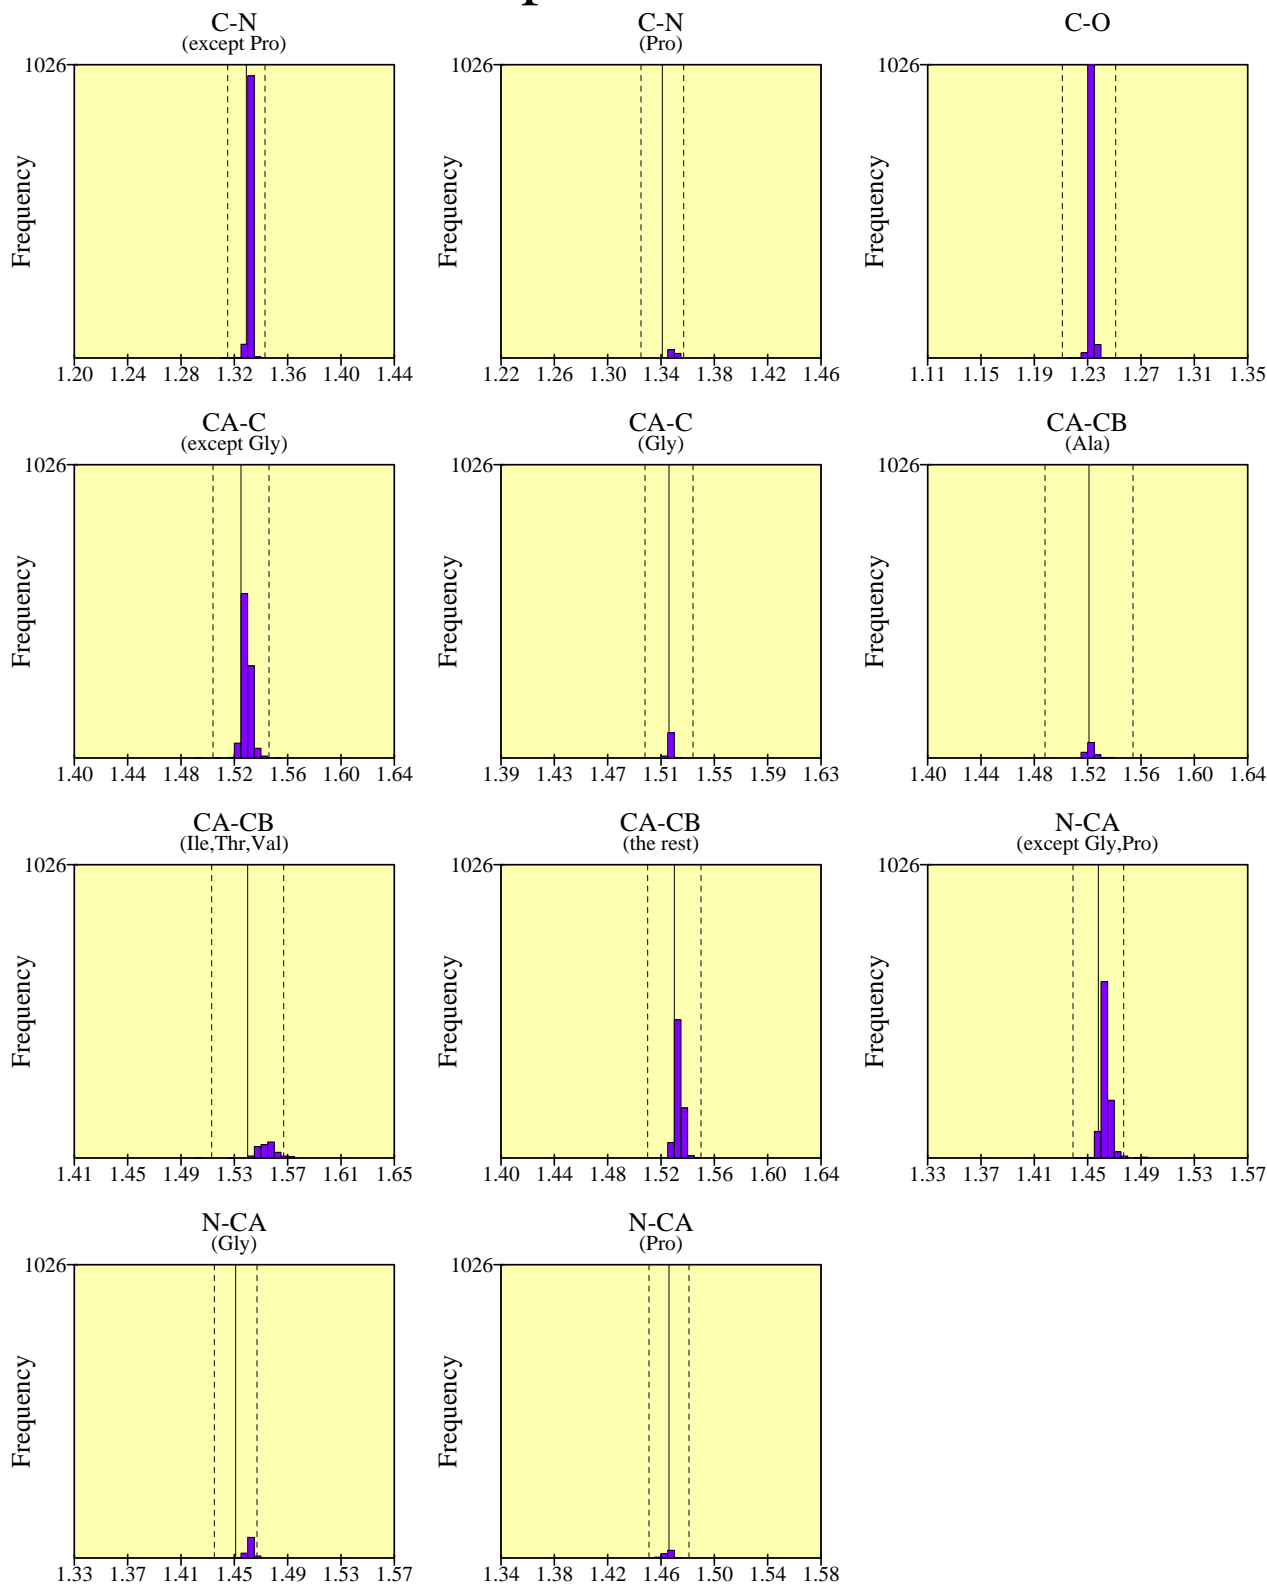 C-N
(except Pro)
1026
Frequency
1.20 1.24 1.28 1.32 1.36 1.40 1.44
C-N
(Pro)
1026
Frequency
1.22 1.26 1.30 1.34 1.38 1.42 1.46
C-O
1026
Frequency
1.11 1.15 1.19 1.23 1.27 1.31 1.35
CA-C
(except Gly)
1026
Frequency
1.40 1.44 1.48 1.52 1.56 1.60 1.64
CA-C
(Gly)
1026
Frequency
1.39 1.43 1.47 1.51 1.55 1.59 1.63
CA-CB
(Ala)
1026
Frequency
1.40 1.44 1.48 1.52 1.56 1.60 1.64
CA-CB
(Ile,Thr,Val)
1026
Frequency
1.41 1.45 1.49 1.53 1.57 1.61 1.65
CA-CB
(the rest)
1026
Frequency
1.40 1.44 1.48 1.52 1.56 1.60 1.64
N-CA
(except Gly,Pro)
1026
Frequency
1.33 1.37 1.41 1.45 1.49 1.53 1.57
N-CA
(Gly)
1026
Frequency
1.33 1.37 1.41 1.45 1.49 1.53 1.57
N-CA
(Pro)
1026
Frequency
1.34 1.38 1.42 1.46 1.50 1.54 1.58